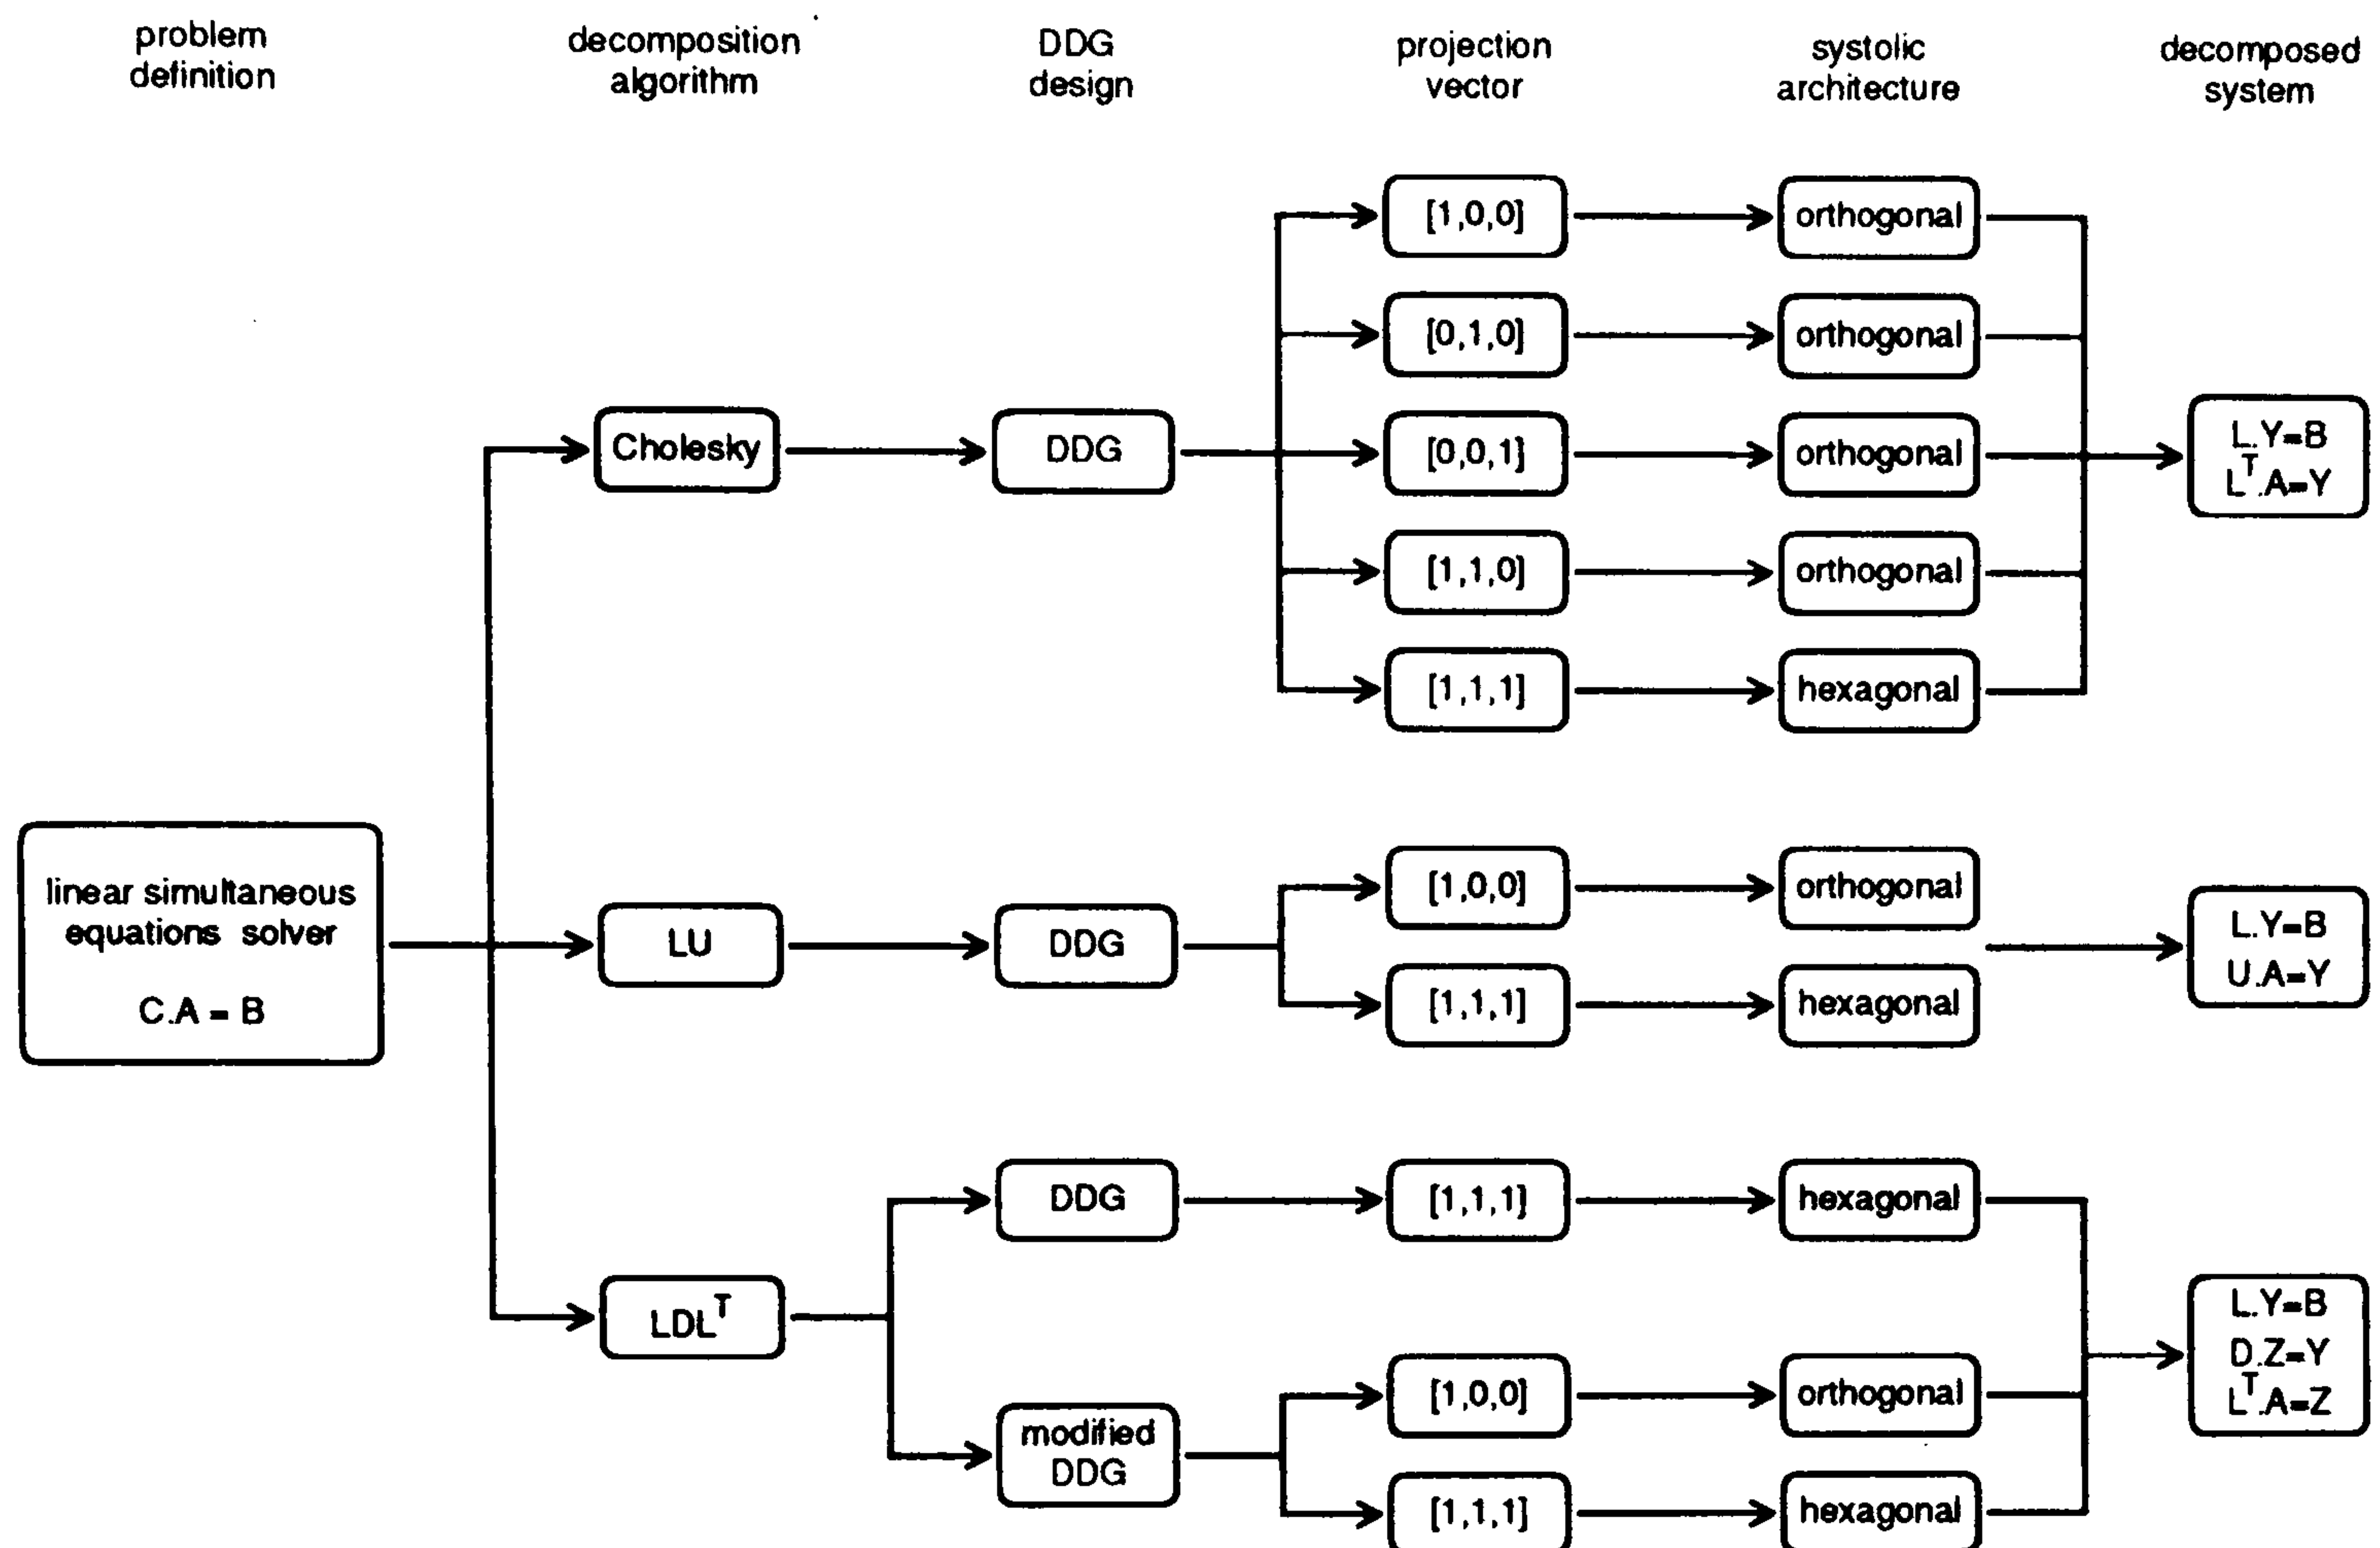 problem
definition
decomposition
algorithm
DDG
design
projection
vector
systolic
architecture
decomposed
system
[1,0,0]
orthogonal
[0,1,0]
orthogonal
Cholesky
DDG
[0,0,1]
orthogonal
L.Y=B
L^T.A=Y
[1,1,0]
orthogonal
[1,1,1]
hexagonal
linear simultaneous
equations solver
C.A = B
LU
DDG
[1,0,0]
orthogonal
[1,1,1]
hexagonal
L.Y=B
U.A=Y
LDL^T
DDG
[1,1,1]
hexagonal
modified
DDG
[1,0,0]
orthogonal
[1,1,1]
hexagonal
L.Y=B
D.Z=Y
L^T.A=Z